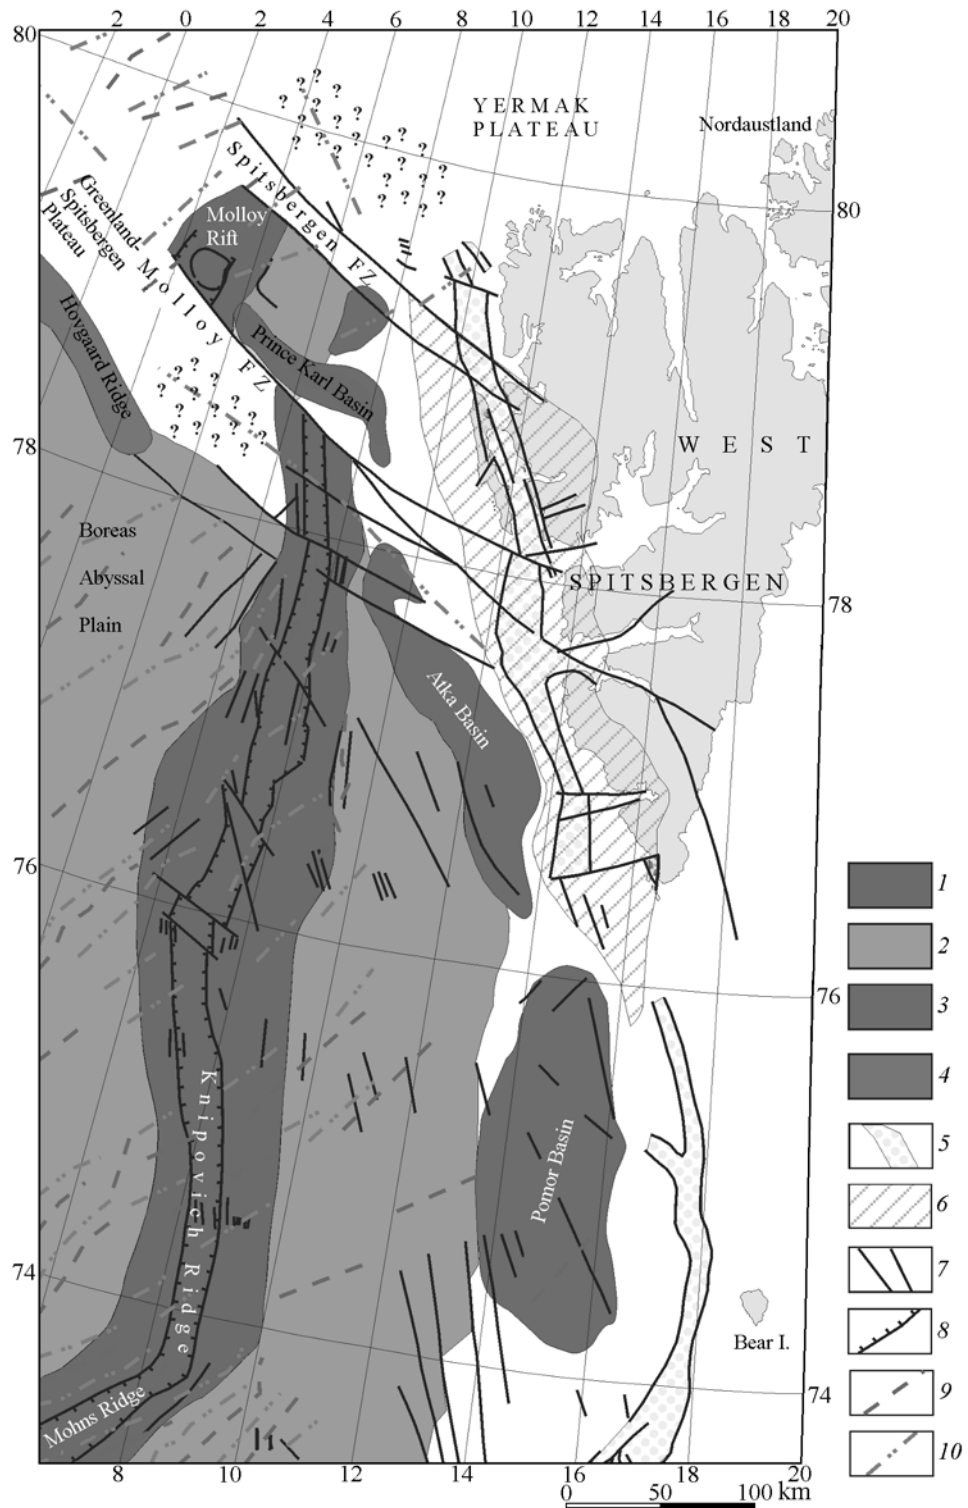 2 0 2 4 6 8 10 12 14 16 18 20
80
YERMAK
PLATEAU
Nordaustland
Spitsbergen FZ
Greenland-
Spitsbergen
Plateau
Molloy
Rift
80
Molloy FZ
Hovgaard Ridge
Prince Karl Basin
? ? ? ? ? ? ? ? ? ? ? ? ? ? ? ? ? ? ? ? ? ? ?
? ? ? ? ? ? ? ? ? ? ? ? ? ? ?
78
WEST
Boreas
Abyssal
Plain
SPITSBERGEN
78
Atka Basin
76
76
Knipovich Ridge
Pomor Basin
74
Bear I.
74
Mohns Ridge
8 10 12 14 16 18 20
0 50 100 km
1
2
3
4
5
6
7
8
9
10